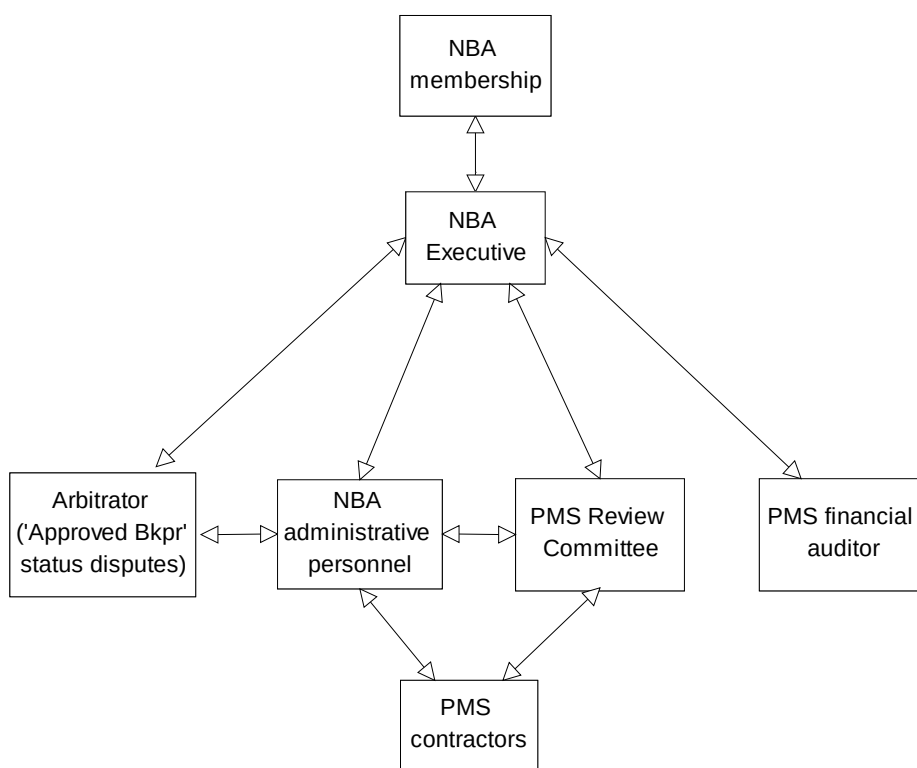 NBA
membership
NBA
Executive
Arbitrator
('Approved Bkpr'
status disputes)
NBA
administrative
personnel
PMS Review
Committee
PMS financial
auditor
PMS
contractors